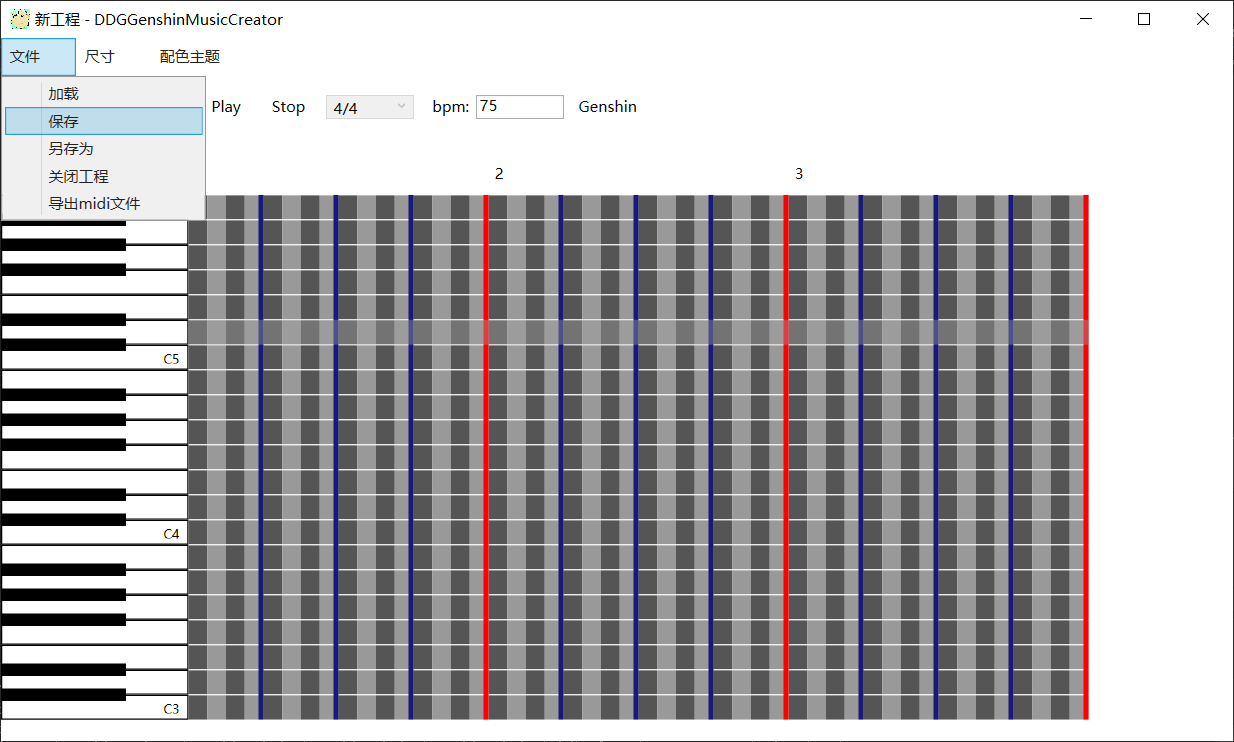 新工程 - DDGGenshinMusicCreator
文件 尺寸 配色主题
加载
保存
另存为
关闭工程
导出midi文件
Play Stop 4/4 bpm: 75 Genshin
2 3
C5
C4
C3